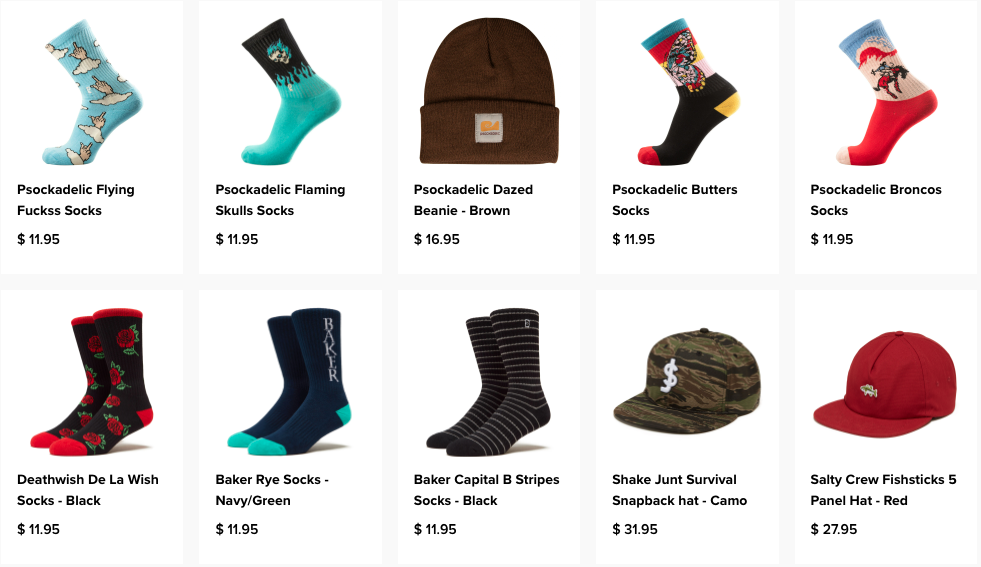 Psockadelic Flying
Fuckss Socks
$ 11.95
Psockadelic Flaming
Skulls Socks
$ 11.95
Psockadelic Dazed
Beanie - Brown
$ 16.95
Psockadelic Butters
Socks
$ 11.95
Psockadelic Broncos
Socks
$ 11.95
BAKER
Deathwish De La Wish
Socks - Black
$ 11.95
Baker Rye Socks -
Navy/Green
$ 11.95
Baker Capital B Stripes
Socks - Black
$ 11.95
Shake Junt Survival
Snapback hat - Camo
$ 31.95
Salty Crew Fishsticks 5
Panel Hat - Red
$ 27.95